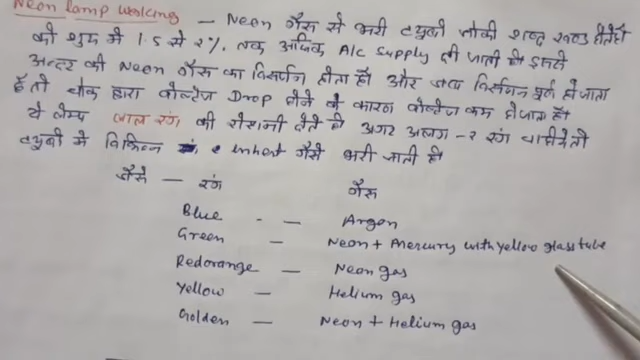 Neon lamp working - Neon गैस से भरी ट्युबो जोकी शब्द खण्ड होते है
को शुरू मे 1.5 से 2% तक अधिक A/c supply दी जाती है इससे
अन्दर की Neon गैस का विसर्जन होता है और जब विसर्जन पूर्ण हो जाता
है तो चोक द्वारा वोल्टेज Drop होने के कारण वोल्टेज कम हो जाता है।
ये लैम्प लाल रंग की रोशनी देते है अगर अलग-२ रंग चाहीये तो
ट्युबो मे विभिन्न inhert गैसे भरी जाती है
जैसे - रंग गैस
Blue - - Argon
Green - Neon + Mercury with yellow glass tube
Redorange - Neon gas
Yellow - Helium gas
Golden - Neon + Helium gas